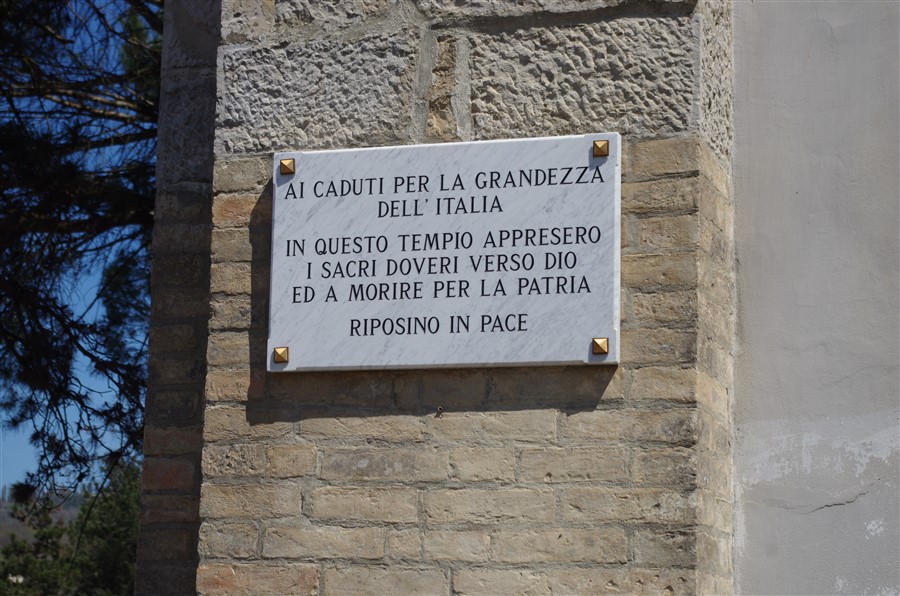 AI CADUTI PER LA GRANDEZZA
DELL' ITALIA
IN QUESTO TEMPIO APPRESERO
I SACRI DOVERI VERSO DIO
ED A MORIRE PER LA PATRIA
RIPOSINO IN PACE